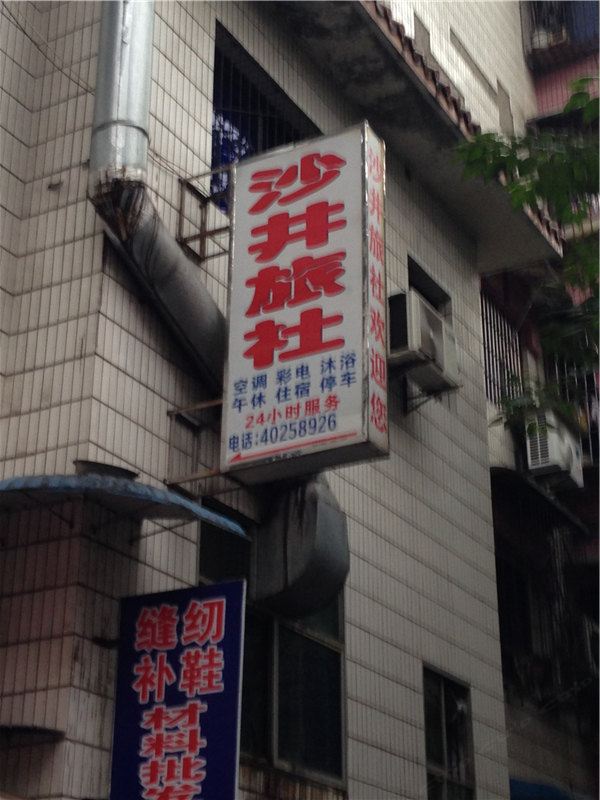 沙井旅社
空调 彩电 沐浴
午休 住宿 停车
24小时服务
电话:40258926
沙井旅社欢迎您
缝纫
补鞋
材料批发